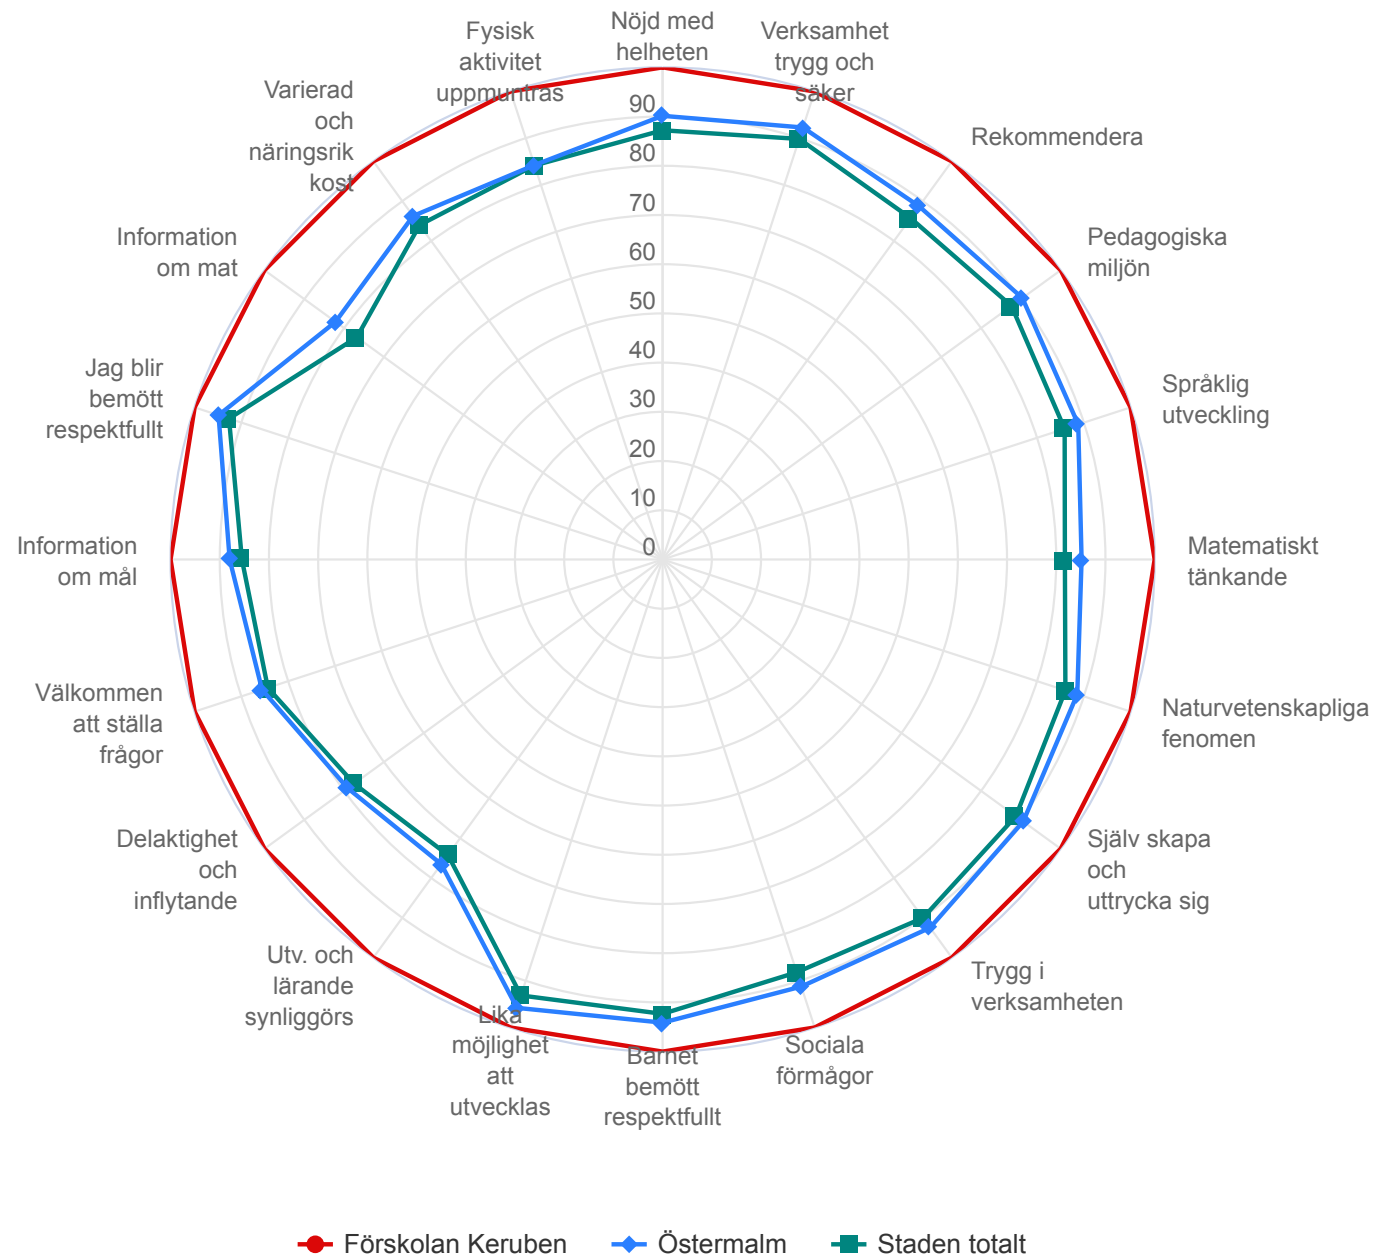 Nöjd med
helheten
Verksamhet
trygg och
säker
Rekommendera
Pedagogiska
miljön
Språklig
utveckling
Matematiskt
tänkande
Naturvetenskapliga
fenomen
Själv skapa
och
uttrycka sig
Trygg i
verksamheten
Sociala
förmågor
Barnet
bemött
respektfullt
Lika
möjlighet
att
utvecklas
Utv. och
lärande
synliggörs
Delaktighet
och
inflytande
Välkommen
att ställa
frågor
Information
om mål
Jag blir
bemött
respektfullt
Information
om mat
Varierad
och
näringsrik
kost
Fysisk
aktivitet
uppmuntras
90
80
70
60
50
40
30
20
10
0
Förskolan Keruben
Östermalm
Staden totalt